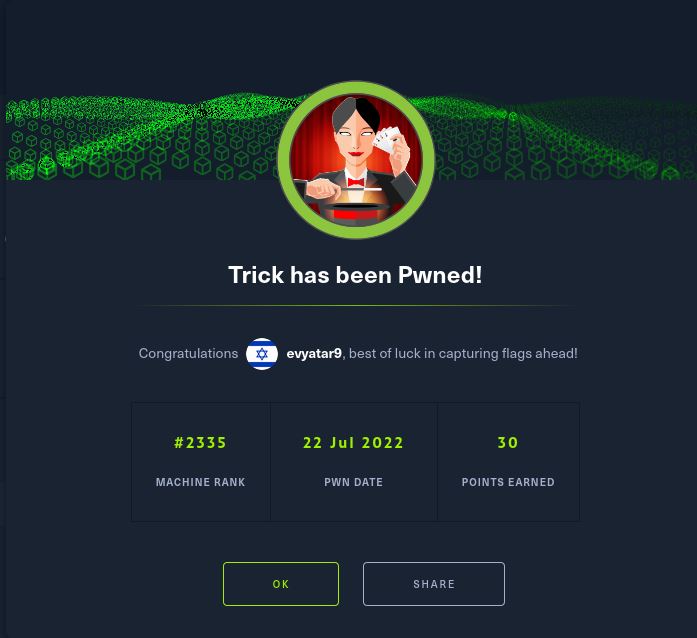 Trick has been Pwned!
Congratulations evyatar9, best of luck in capturing flags ahead!
#2335 22 Jul 2022 30
MACHINE RANK PWN DATE POINTS EARNED
OK SHARE